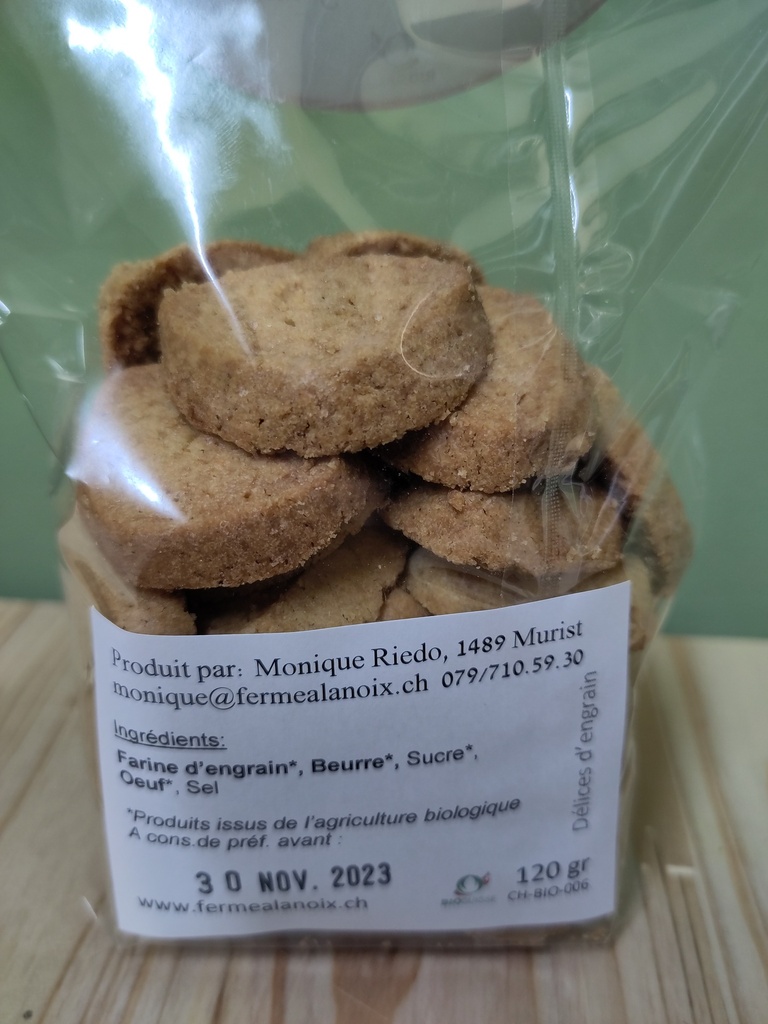 Produit par: Monique Riedo, 1489 Murist
monique@fermealanoix.ch 079/710.59.30
Ingrédients:
Farine d'engrain*, Beurre*, Sucre*,
Oeuf*, Sel
*Produits issus de l'agriculture biologique
A cons.de préf. avant :
30 NOV. 2023
www.fermealanoix.ch
120 gr
CH-BIO-006
Délices d'engrain